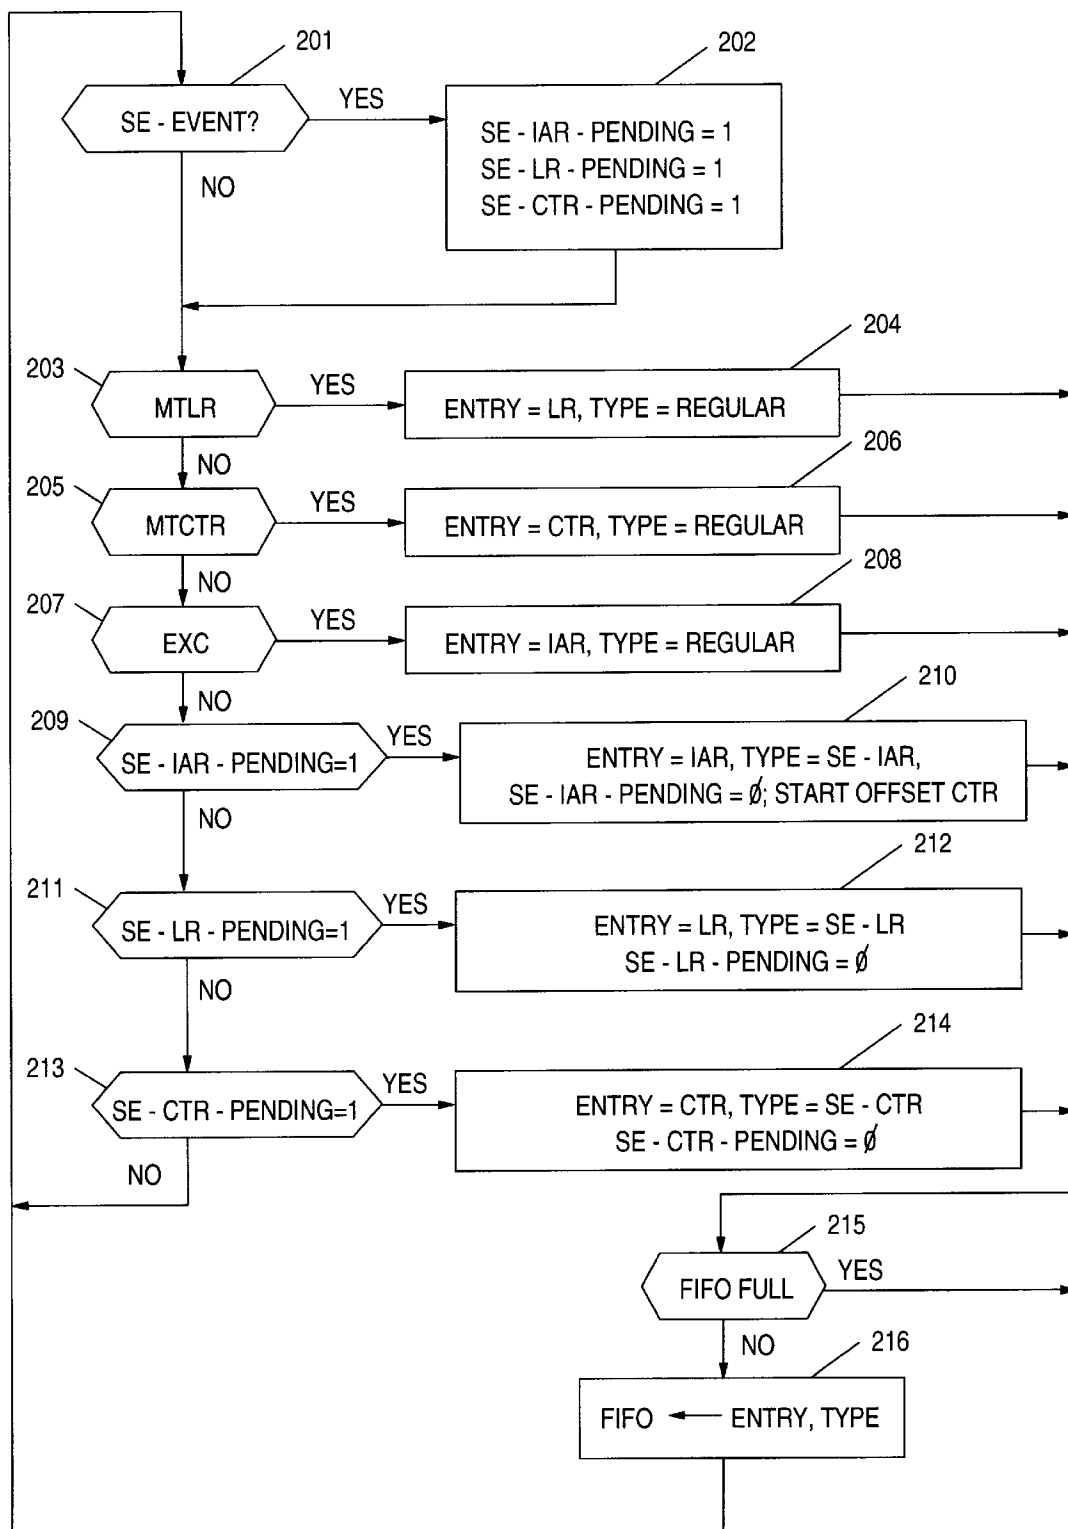 201
SE - EVENT?
YES
NO
202
SE - IAR - PENDING = 1
SE - LR - PENDING = 1
SE - CTR - PENDING = 1
203
MTLR
YES
NO
204
ENTRY = LR, TYPE = REGULAR
205
MTCTR
YES
NO
206
ENTRY = CTR, TYPE = REGULAR
207
EXC
YES
NO
208
ENTRY = IAR, TYPE = REGULAR
209
SE - IAR - PENDING=1
YES
NO
210
ENTRY = IAR, TYPE = SE - IAR,
SE - IAR - PENDING = Ø; START OFFSET CTR
211
SE - LR - PENDING=1
YES
NO
212
ENTRY = LR, TYPE = SE - LR
SE - LR - PENDING = Ø
213
SE - CTR - PENDING=1
YES
NO
214
ENTRY = CTR, TYPE = SE - CTR
SE - CTR - PENDING = Ø
215
FIFO FULL
YES
NO
216
FIFO ← ENTRY, TYPE